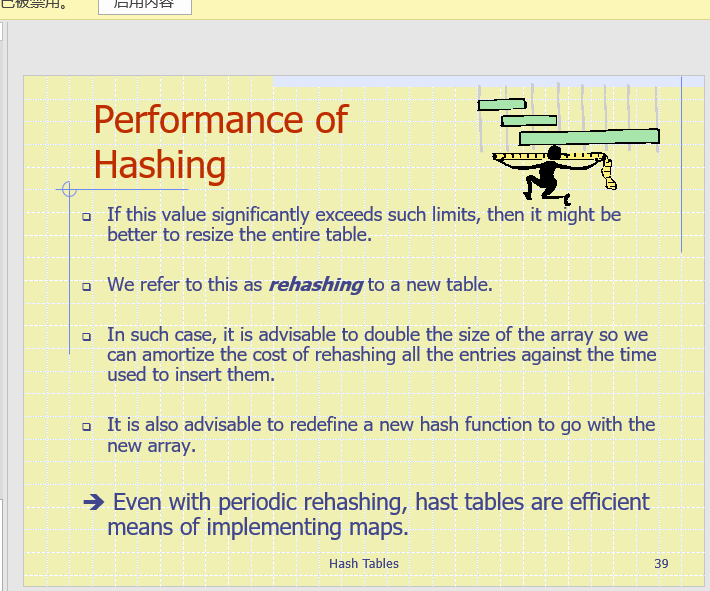 已被禁用。 启用内容
Performance of
Hashing
If this value significantly exceeds such limits, then it might be
better to resize the entire table.
We refer to this as rehashing to a new table.
In such case, it is advisable to double the size of the array so we
can amortize the cost of rehashing all the entries against the time
used to insert them.
It is also advisable to redefine a new hash function to go with the
new array.
➔ Even with periodic rehashing, hast tables are efficient
means of implementing maps.
Hash Tables 39